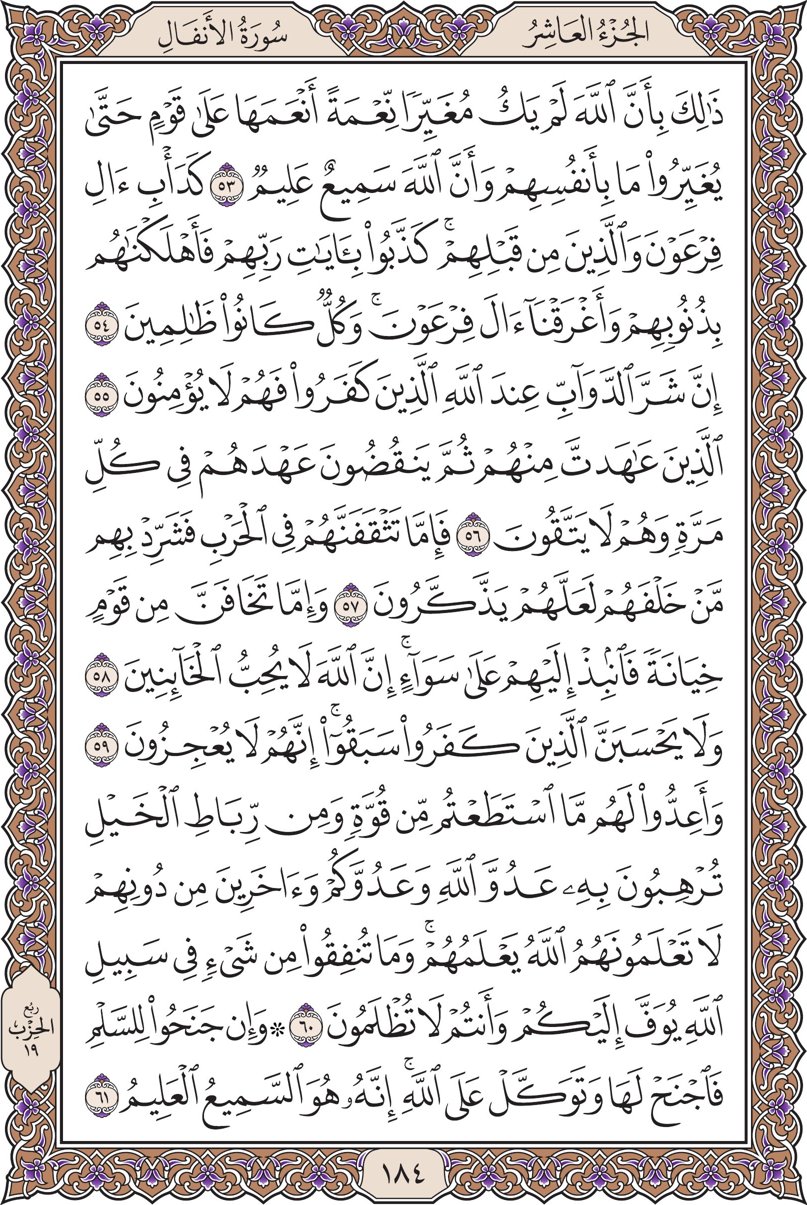 الجُزْءُ العَاشِرُ
سُورَةُ الأَنفَالِ
ذَٰلِكَ بِأَنَّ ٱللَّهَ لَمْ يَكُ مُغَيِّرًا نِّعْمَةً أَنْعَمَهَا عَلَىٰ قَوْمٍ حَتَّىٰ
يُغَيِّرُوا۟ مَا بِأَنفُسِهِمْ وَأَنَّ ٱللَّهَ سَمِيعٌ عَلِيمٌ ٥٣ كَدَأْبِ ءَالِ
فِرْعَوْنَ وَٱلَّذِينَ مِن قَبْلِهِمْ ۚ كَذَّبُوا۟ بِـَٔايَـٰتِ رَبِّهِمْ فَأَهْلَكْنَـٰهُم
بِذُنُوبِهِمْ وَأَغْرَقْنَآ ءَالَ فِرْعَوْنَ ۚ وَكُلٌّ كَانُوا۟ ظَـٰلِمِينَ ٥٤
إِنَّ شَرَّ ٱلدَّوَآبِّ عِندَ ٱللَّهِ ٱلَّذِينَ كَفَرُوا۟ فَهُمْ لَا يُؤْمِنُونَ ٥٥
ٱلَّذِينَ عَـٰهَدتَّ مِنْهُمْ ثُمَّ يَنقُضُونَ عَهْدَهُمْ فِى كُلِّ
مَرَّةٍ وَهُمْ لَا يَتَّقُونَ ٥٦ فَإِمَّا تَثْقَفَنَّهُمْ فِى ٱلْحَرْبِ فَشَرِّدْ بِهِم
مَّنْ خَلْفَهُمْ لَعَلَّهُمْ يَذَّكَّرُونَ ٥٧ وَإِمَّا تَخَافَنَّ مِن قَوْمٍ
خِيَانَةً فَٱنۢبِذْ إِلَيْهِمْ عَلَىٰ سَوَآءٍ ۚ إِنَّ ٱللَّهَ لَا يُحِبُّ ٱلْخَآئِنِينَ ٥٨
وَلَا يَحْسَبَنَّ ٱلَّذِينَ كَفَرُوا۟ سَبَقُوٓا۟ ۚ إِنَّهُمْ لَا يُعْجِزُونَ ٥٩
وَأَعِدُّوا۟ لَهُم مَّا ٱسْتَطَعْتُم مِّن قُوَّةٍ وَمِن رِّبَاطِ ٱلْخَيْلِ
تُرْهِبُونَ بِهِۦ عَدُوَّ ٱللَّهِ وَعَدُوَّكُمْ وَءَاخَرِينَ مِن دُونِهِمْ
لَا تَعْلَمُونَهُمُ ٱللَّهُ يَعْلَمُهُمْ ۚ وَمَا تُنفِقُوا۟ مِن شَىْءٍ فِى سَبِيلِ
ٱللَّهِ يُوَفَّ إِلَيْكُمْ وَأَنتُمْ لَا تُظْلَمُونَ ٦٠ ۞ وَإِن جَنَحُوا۟ لِلسَّلْمِ
فَٱجْنَحْ لَهَا وَتَوَكَّلْ عَلَى ٱللَّهِ ۚ إِنَّهُۥ هُوَ ٱلسَّمِيعُ ٱلْعَلِيمُ ٦١
رُبْعُ
الحِزْبِ
١٩
١٨٤